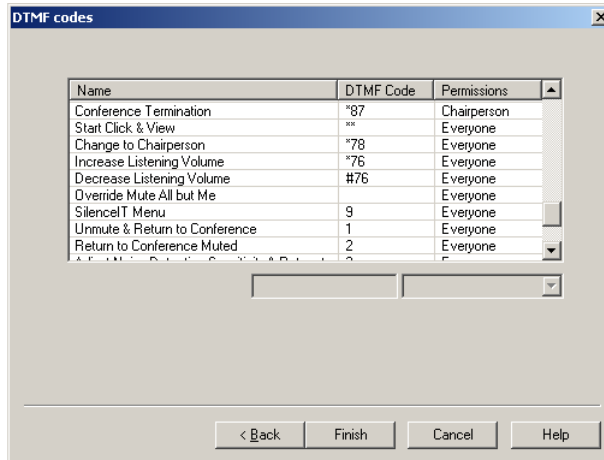 DTMF codes
Name DTMF Code Permissions
Conference Termination *87 Chairperson
Start Click & View ** Everyone
Change to Chairperson *78 Everyone
Increase Listening Volume *76 Everyone
Decrease Listening Volume #76 Everyone
Override Mute All but Me Everyone
SilenceIT Menu 9 Everyone
Unmute & Return to Conference 1 Everyone
Return to Conference Muted 2 Everyone
< Back Finish Cancel Help